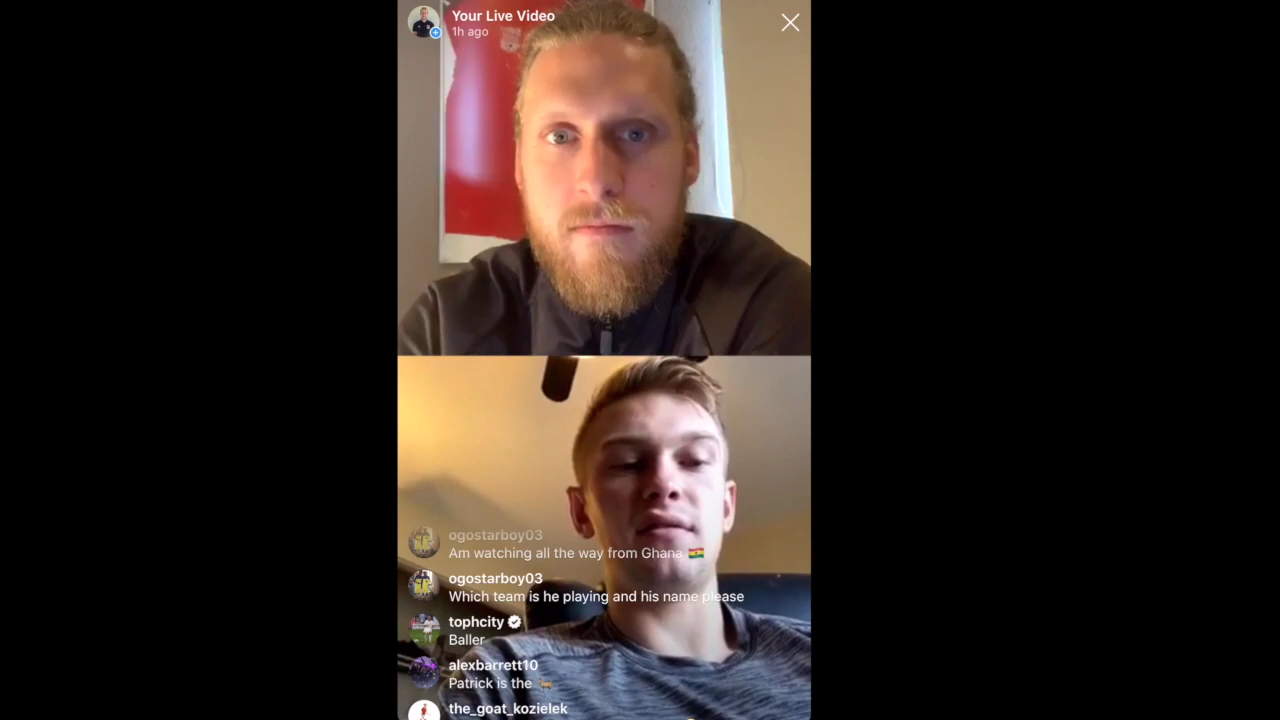 Your Live Video
1h ago
ogostarboy03
Am watching all the way from Ghana 🇬🇭
ogostarboy03
Which team is he playing and his name please
tophcity
Baller
alexbarrett10
Patrick is the 🐐
the_goat_kozielek